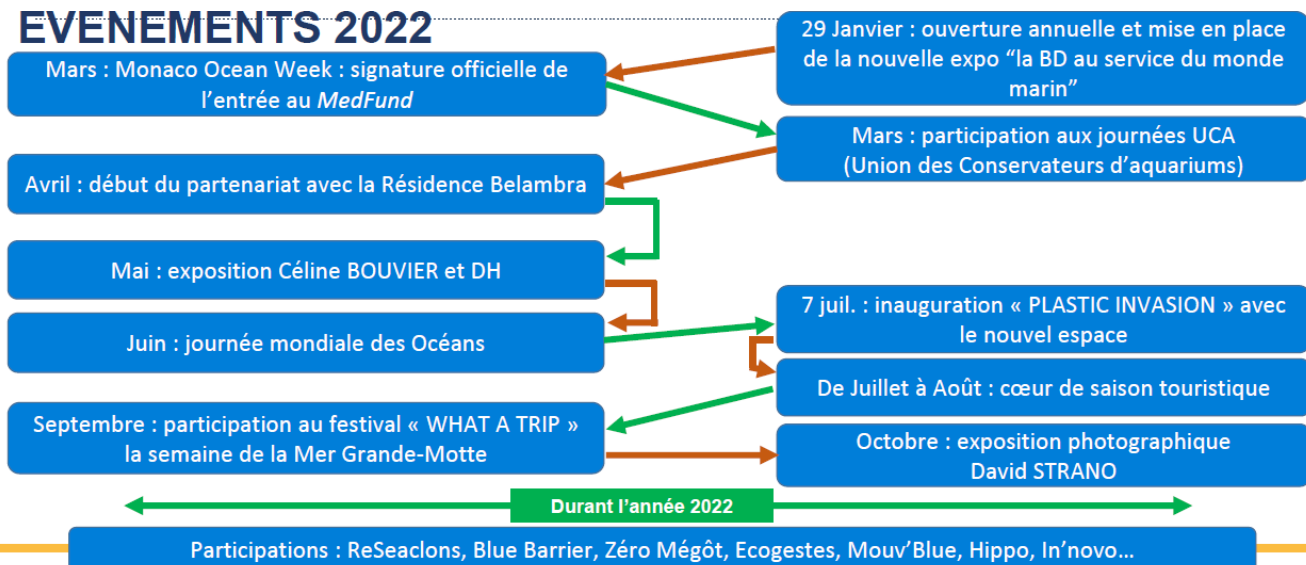 EVENEMENTS 2022
29 Janvier : ouverture annuelle et mise en place
de la nouvelle expo “la BD au service du monde
marin”
Mars : Monaco Ocean Week : signature officielle de
l’entrée au MedFund
Mars : participation aux journées UCA
(Union des Conservateurs d’aquariums)
Avril : début du partenariat avec la Résidence Belambra
Mai : exposition Céline BOUVIER et DH
Juin : journée mondiale des Océans
7 juil. : inauguration « PLASTIC INVASION » avec
le nouvel espace
De Juillet à Août : cœur de saison touristique
Septembre : participation au festival « WHAT A TRIP »
la semaine de la Mer Grande-Motte
Octobre : exposition photographique
David STRANO
Durant l’année 2022
Participations : ReSeaclons, Blue Barrier, Zéro Mégôt, Ecogestes, Mouv’Blue, Hippo, In’novo…